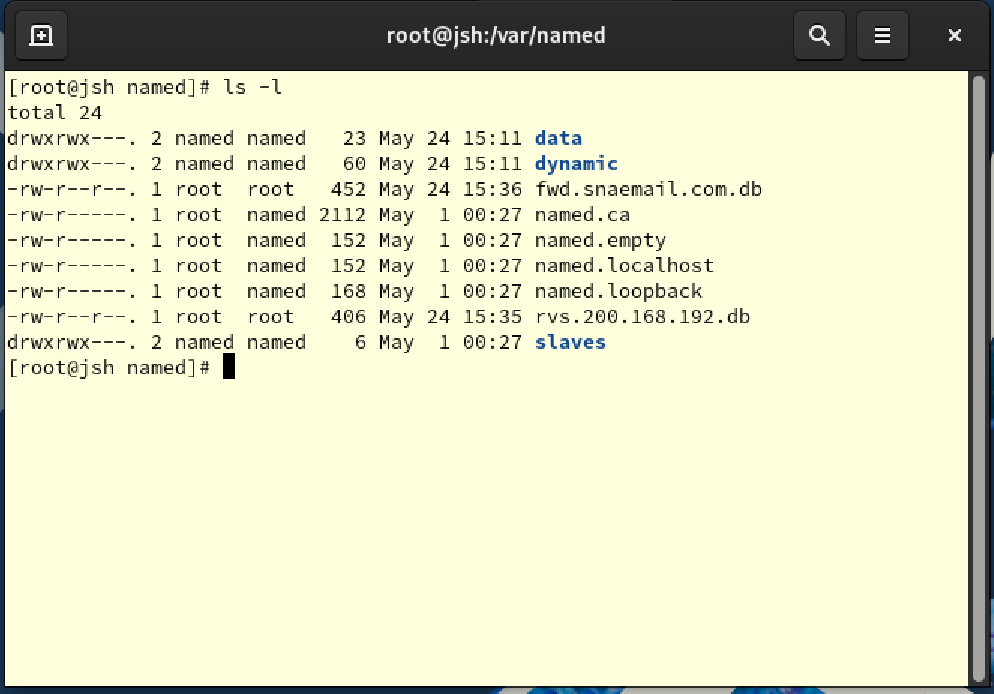 root@jsh:/var/named
[root@jsh named]# ls -l
total 24
drwxrwx---. 2 named named   23 May 24 15:11 data
drwxrwx---. 2 named named   60 May 24 15:11 dynamic
-rw-r--r--. 1 root  root   452 May 24 15:36 fwd.snaemail.com.db
-rw-r-----. 1 root  named 2112 May  1 00:27 named.ca
-rw-r-----. 1 root  named  152 May  1 00:27 named.empty
-rw-r-----. 1 root  named  152 May  1 00:27 named.localhost
-rw-r-----. 1 root  named  168 May  1 00:27 named.loopback
-rw-r--r--. 1 root  root   406 May 24 15:35 rvs.200.168.192.db
drwxrwx---. 2 named named    6 May  1 00:27 slaves
[root@jsh named]#